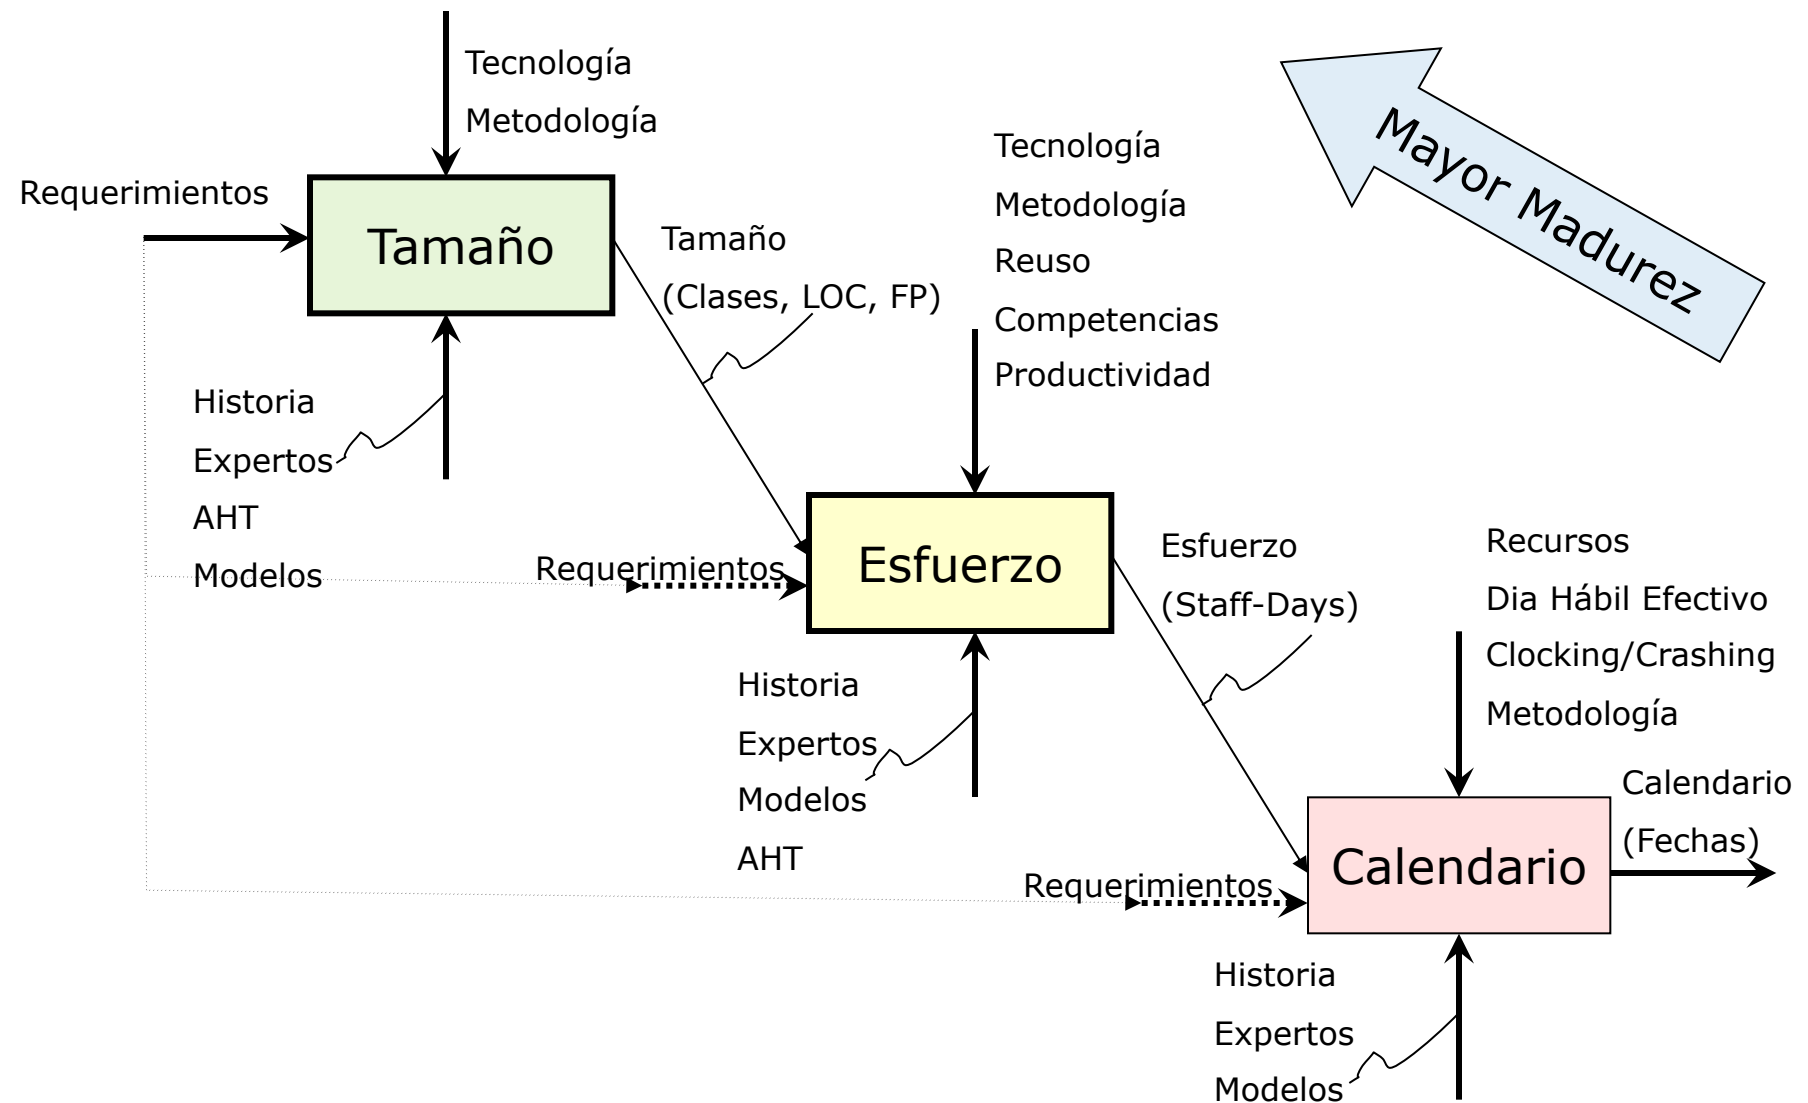 Tecnología
Metodología
Requerimientos
Tamaño
Historia
Expertos
AHT
Modelos
Tamaño
(Clases, LOC, FP)
Tecnología
Metodología
Reuso
Competencias
Productividad
Mayor Madurez
Requerimientos
Esfuerzo
Historia
Expertos
Modelos
AHT
Esfuerzo
(Staff-Days)
Recursos
Dia Hábil Efectivo
Clocking/Crashing
Metodología
Requerimientos
Calendario
Calendario
(Fechas)
Historia
Expertos
Modelos